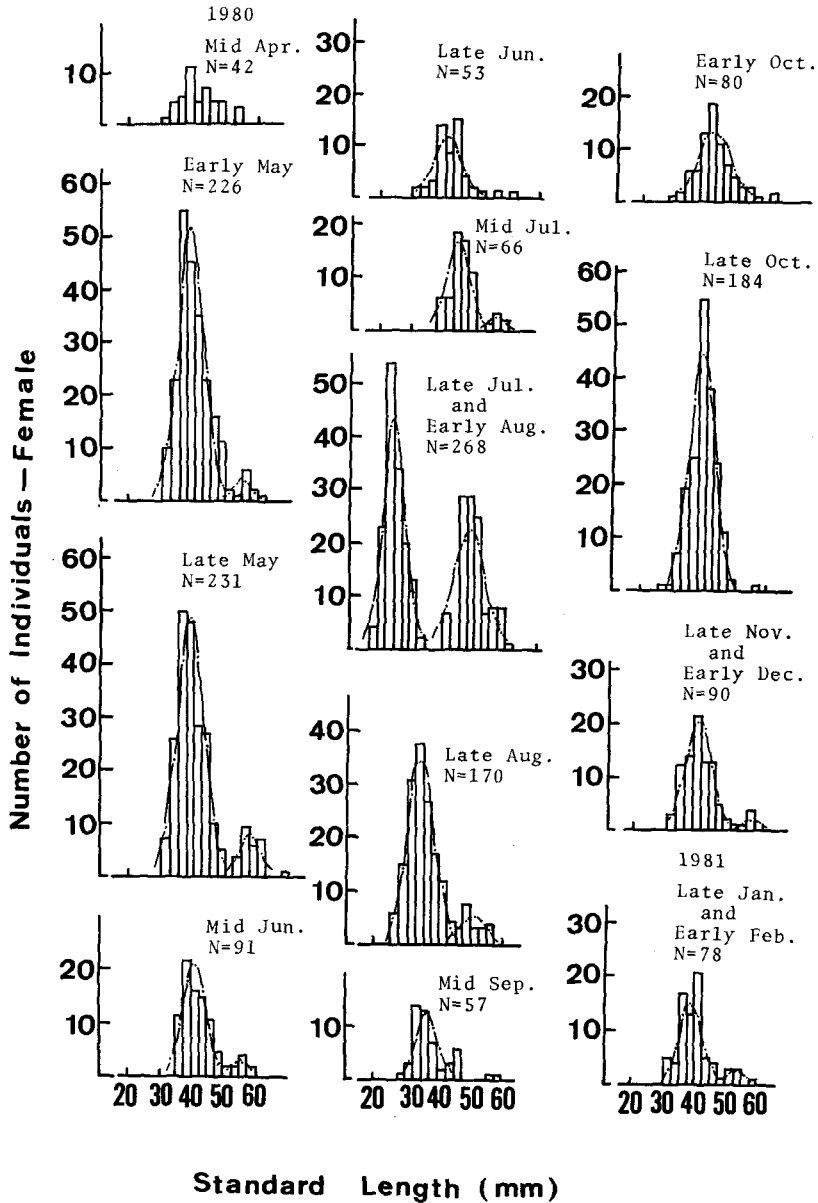 Number of Individuals—Female
1980
Mid Apr.
N=42
10
Early May
N=226
60
50
40
30
20
10
Late May
N=231
60
50
40
30
20
10
Mid Jun.
N=91
20
10
20 30 40 50 60
Late Jun.
N=53
30
20
10
Mid Jul.
N=66
20
10
Late Jul.
and
Early Aug.
N=268
50
40
30
20
10
Late Aug.
N=170
40
30
20
10
Mid Sep.
N=57
10
20 30 40 50 60
Early Oct.
N=80
20
10
Late Oct.
N=184
60
50
40
30
20
10
Late Nov.
and
Early Dec.
N=90
30
20
10
1981
Late Jan.
and
Early Feb.
N=78
30
20
10
20 30 40 50 60
Standard Length (mm)